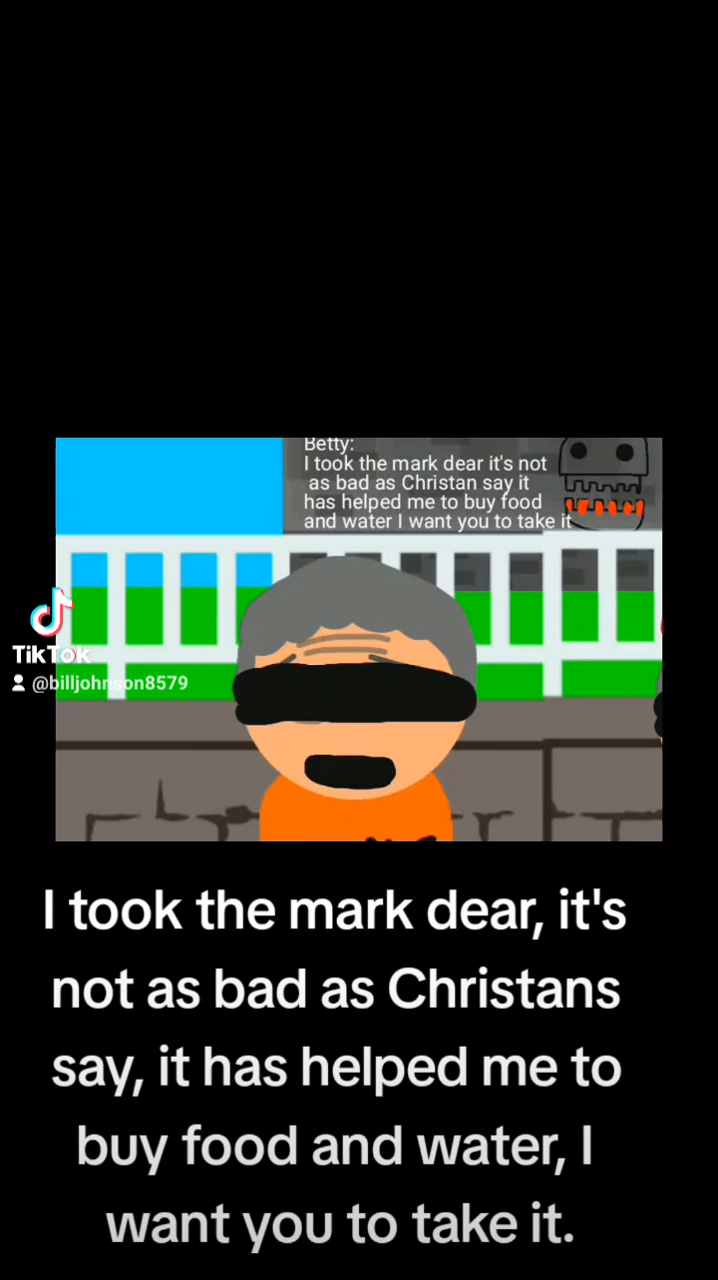 Betty:
I took the mark dear it's not
as bad as Christan say it
has helped me to buy food
and water I want you to take it
TikTok
@billjohnson8579
I took the mark dear, it's
not as bad as Christans
say, it has helped me to
buy food and water, I
want you to take it.